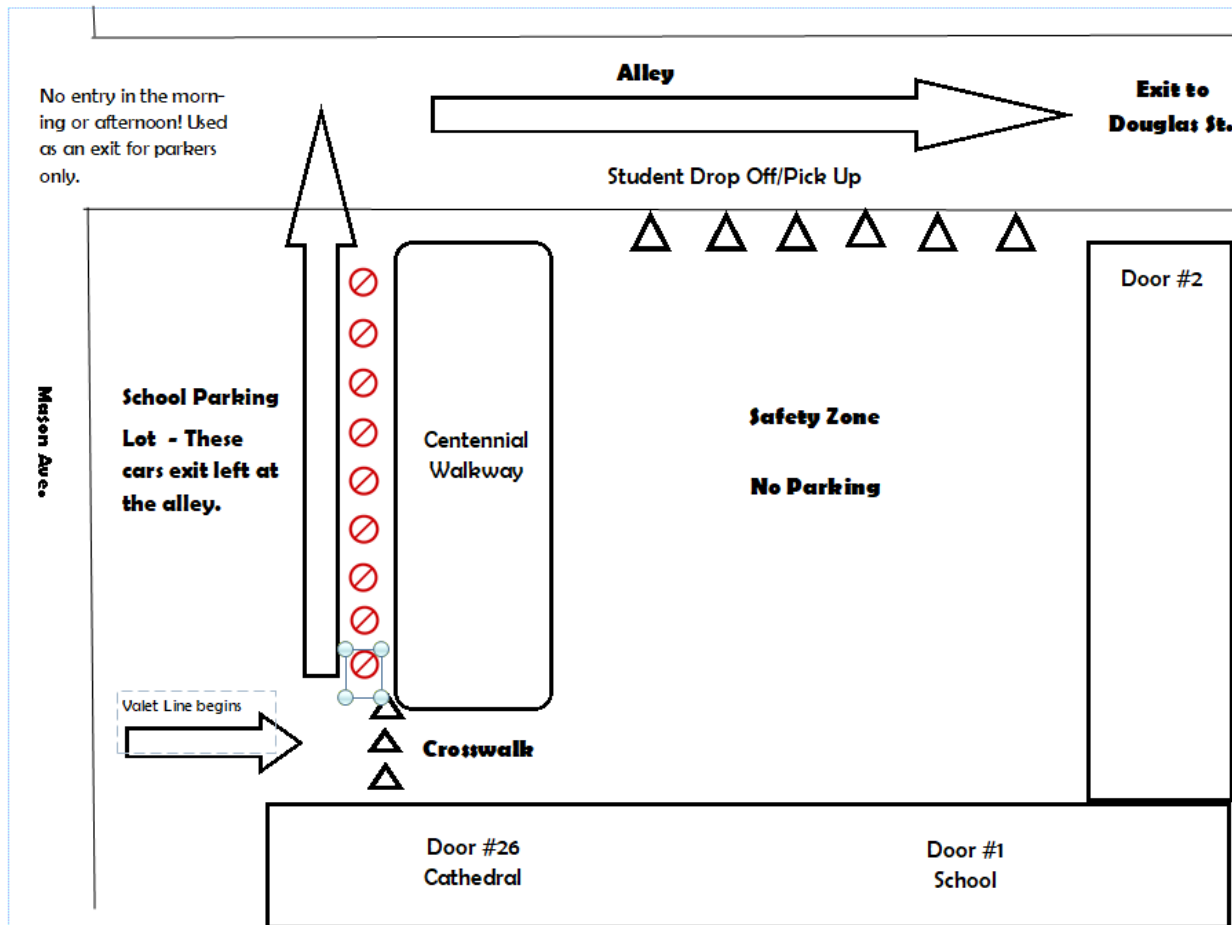 Alley
Exit to
Douglas St.
No entry in the morn-
ing or afternoon! Used
as an exit for parkers
only.
Student Drop Off/Pick Up
Door #2
Mason Ave.
School Parking
Lot - These
cars exit left at
the alley.
Centennial
Walkway
Safety Zone
No Parking
Valet Line begins
Crosswalk
Door #26
Cathedral
Door #1
School